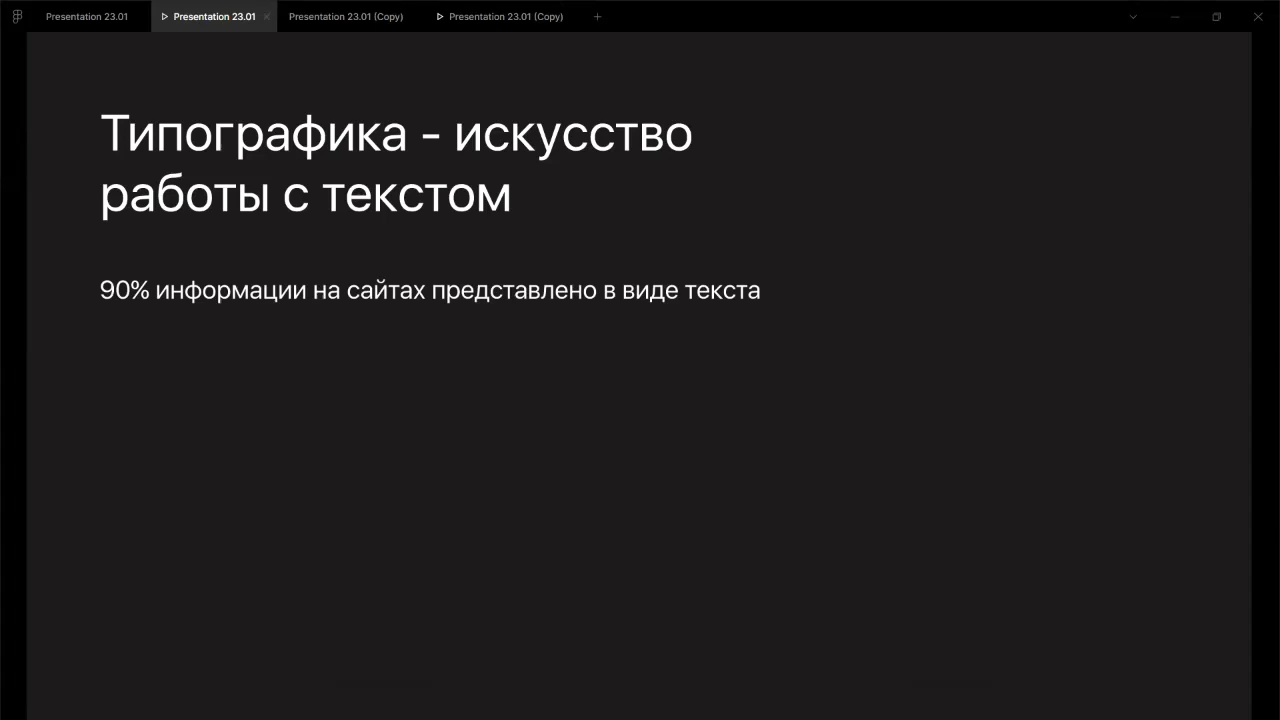 Presentation 23.01
Presentation 23.01
Presentation 23.01 (Copy)
Presentation 23.01 (Copy)
Типографика - искусство
работы с текстом
90% информации на сайтах представлено в виде текста